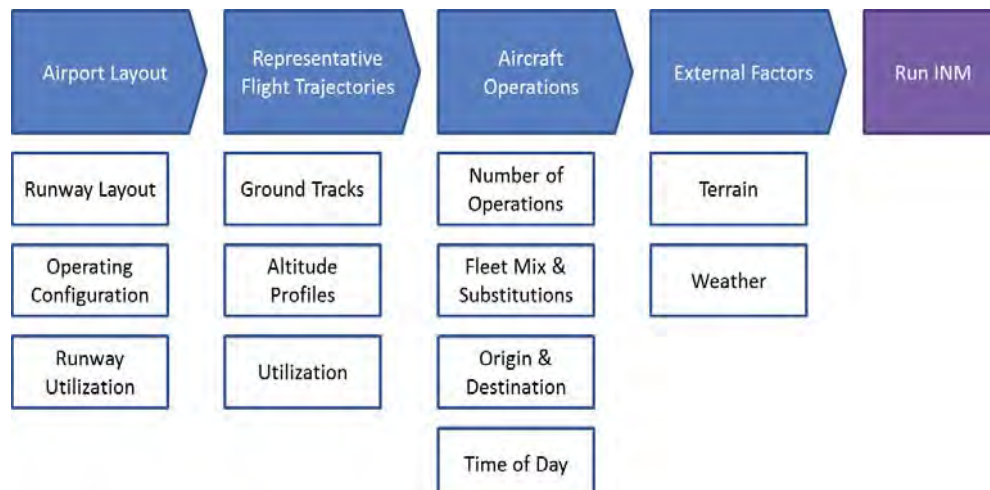 Airport Layout
Representative
Flight Trajectories
Aircraft
Operations
External Factors
Run INM
Runway Layout
Ground Tracks
Number of
Operations
Terrain
Operating
Configuration
Altitude
Profiles
Fleet Mix &
Substitutions
Weather
Runway
Utilization
Utilization
Origin &
Destination
Time of Day